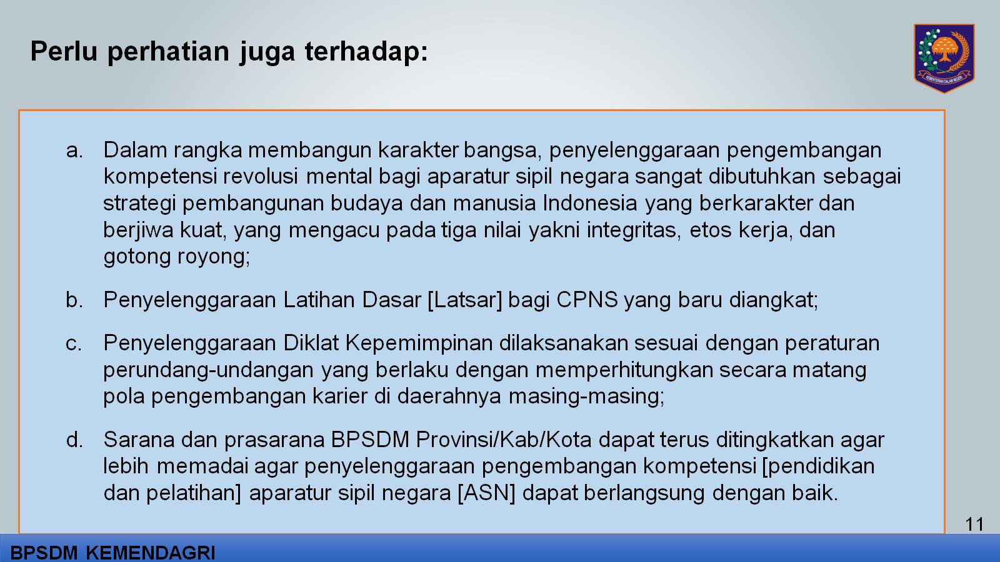 Perlu perhatian juga terhadap:
KEMENTERIAN DALAM NEGERI
a. Dalam rangka membangun karakter bangsa, penyelenggaraan pengembangan
kompetensi revolusi mental bagi aparatur sipil negara sangat dibutuhkan sebagai
strategi pembangunan budaya dan manusia Indonesia yang berkarakter dan
berjiwa kuat, yang mengacu pada tiga nilai yakni integritas, etos kerja, dan
gotong royong;
b. Penyelenggaraan Latihan Dasar [Latsar] bagi CPNS yang baru diangkat;
c. Penyelenggaraan Diklat Kepemimpinan dilaksanakan sesuai dengan peraturan
perundang-undangan yang berlaku dengan memperhitungkan secara matang
pola pengembangan karier di daerahnya masing-masing;
d. Sarana dan prasarana BPSDM Provinsi/Kab/Kota dapat terus ditingkatkan agar
lebih memadai agar penyelenggaraan pengembangan kompetensi [pendidikan
dan pelatihan] aparatur sipil negara [ASN] dapat berlangsung dengan baik.
11
BPSDM KEMENDAGRI